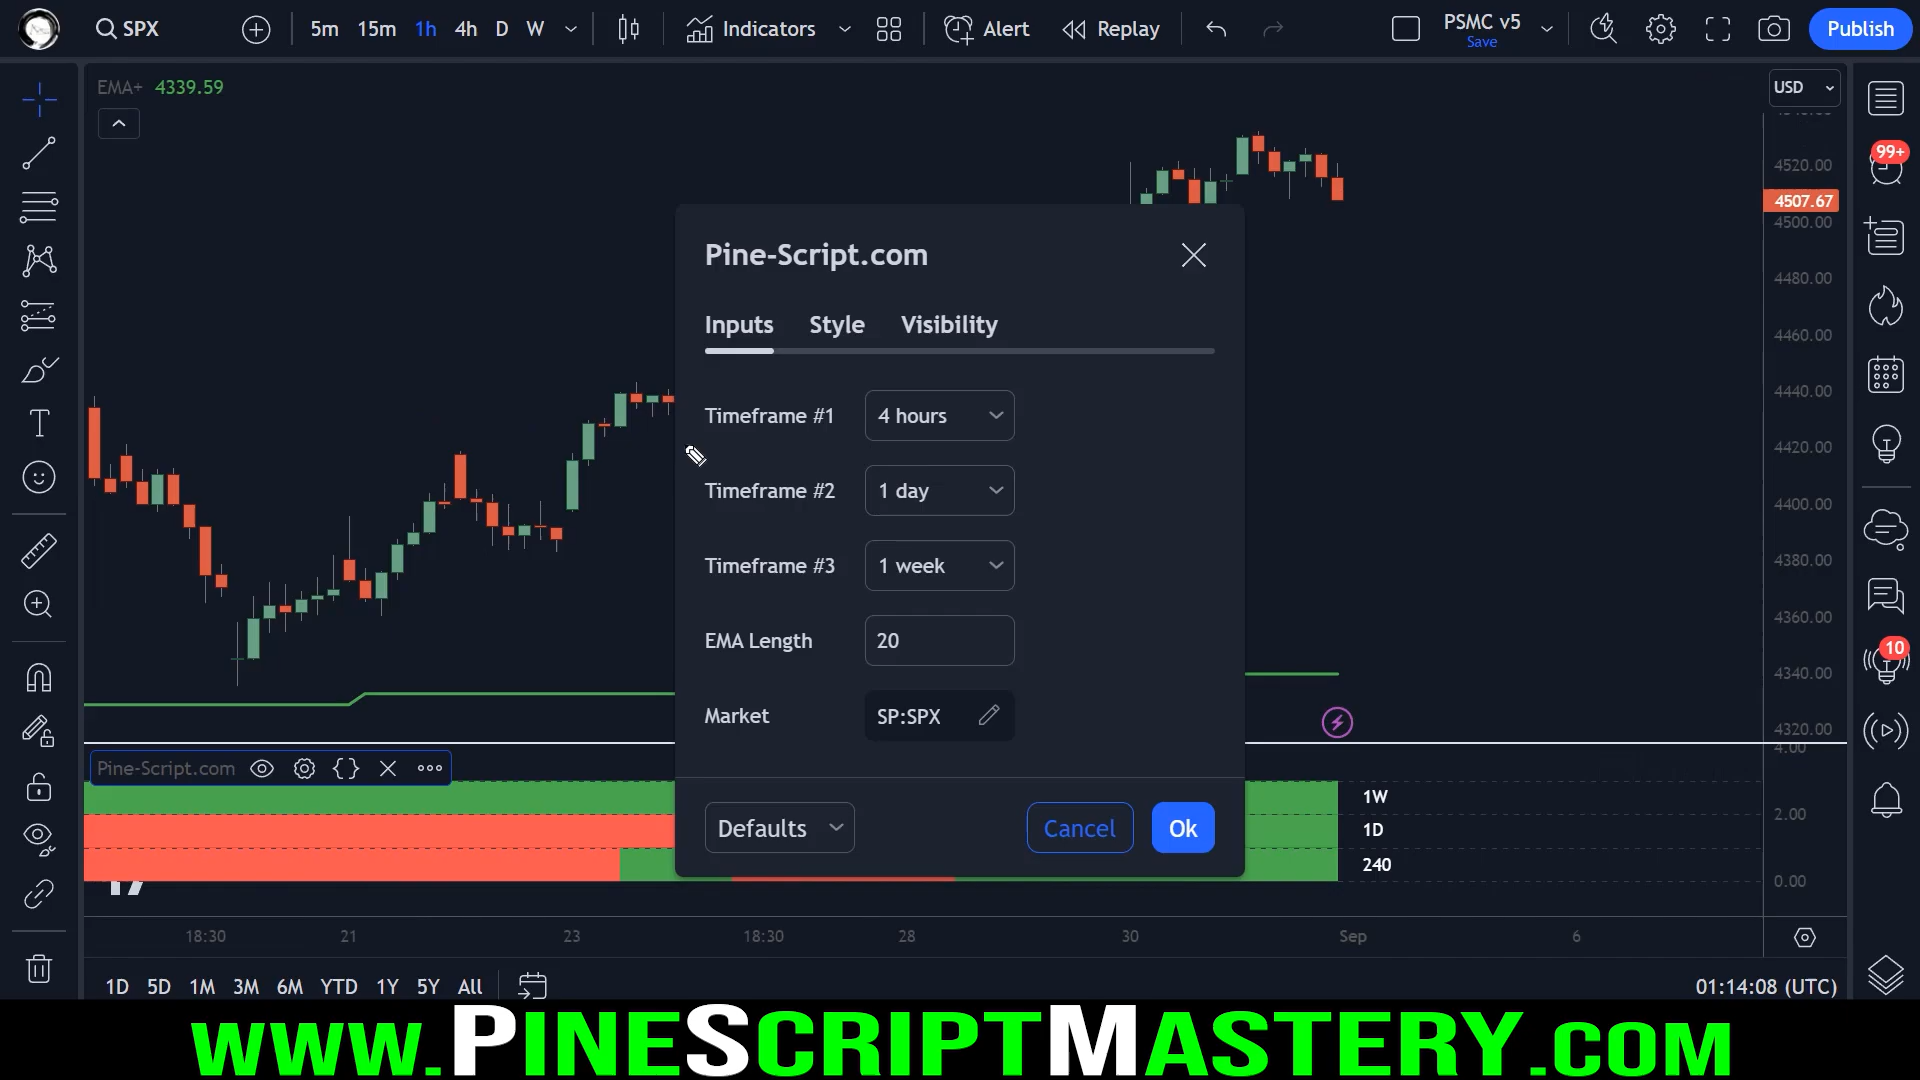 SPX 5m 15m 1h 4h D W Indicators Alert Replay PSMC v5 Publish
Save
EMA+ 4339.59
USD
99+
4520.00
4507.67
4500.00
4480.00
4460.00
4440.00
4420.00
4400.00
4380.00
4360.00
4340.00
4320.00
10
Pine-Script.com
Inputs Style Visibility
Timeframe #1 4 hours
Timeframe #2 1 day
Timeframe #3 1 week
EMA Length 20
Market SP:SPX
Defaults Cancel Ok
Pine-Script.com
4.00
1W
2.00
1D
240
0.00
18:30 21 23 18:30 28 30 Sep 6
1D 5D 1M 3M 6M YTD 1Y 5Y All 01:14:08 (UTC)
www.PineScriptMastery.com